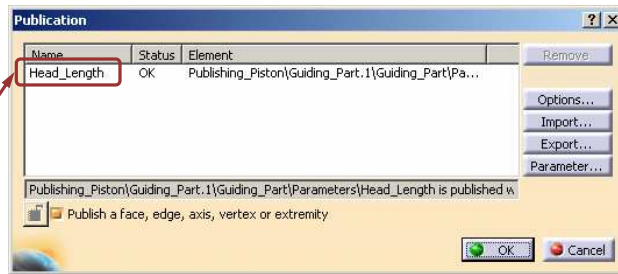 Publication
Name Status Element
Head_Length OK Publishing_Piston\Guiding_Part.1\Guiding_Part\Pa...
Remove
Options...
Import...
Export...
Parameter...
Publishing_Piston\Guiding_Part.1\Guiding_Part\Parameters\Head_Length is published
Publish a face, edge, axis, vertex or extremity
OK Cancel